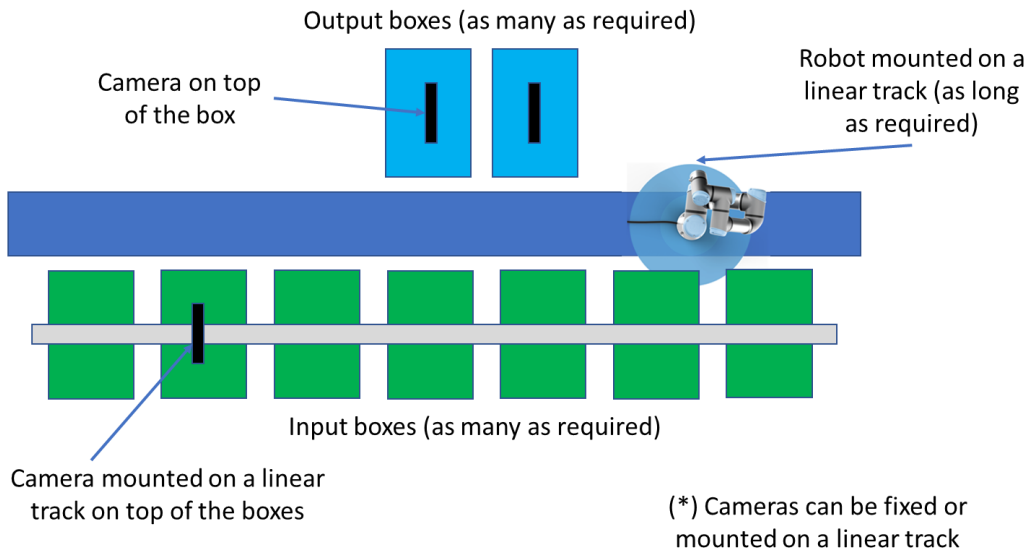 Output boxes (as many as required)
Camera on top
of the box
Robot mounted on a
linear track (as long
as required)
Input boxes (as many as required)
Camera mounted on a linear
track on top of the boxes
(*) Cameras can be fixed or
mounted on a linear track